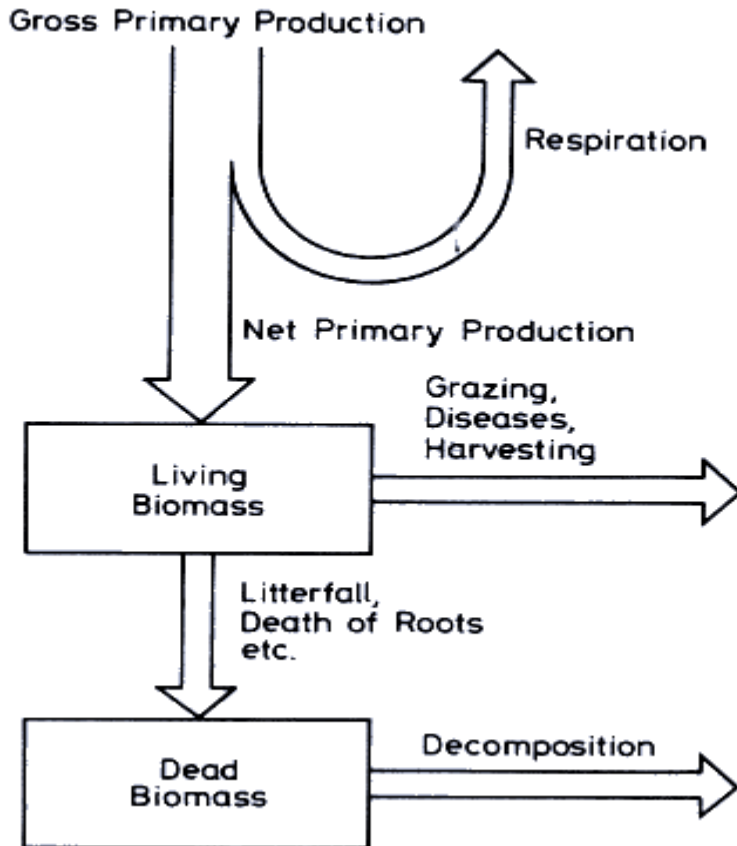 Gross Primary Production
Respiration
Net Primary Production
Grazing,
Diseases,
Harvesting
Living
Biomass
Litterfall,
Death of Roots
etc.
Decomposition
Dead
Biomass